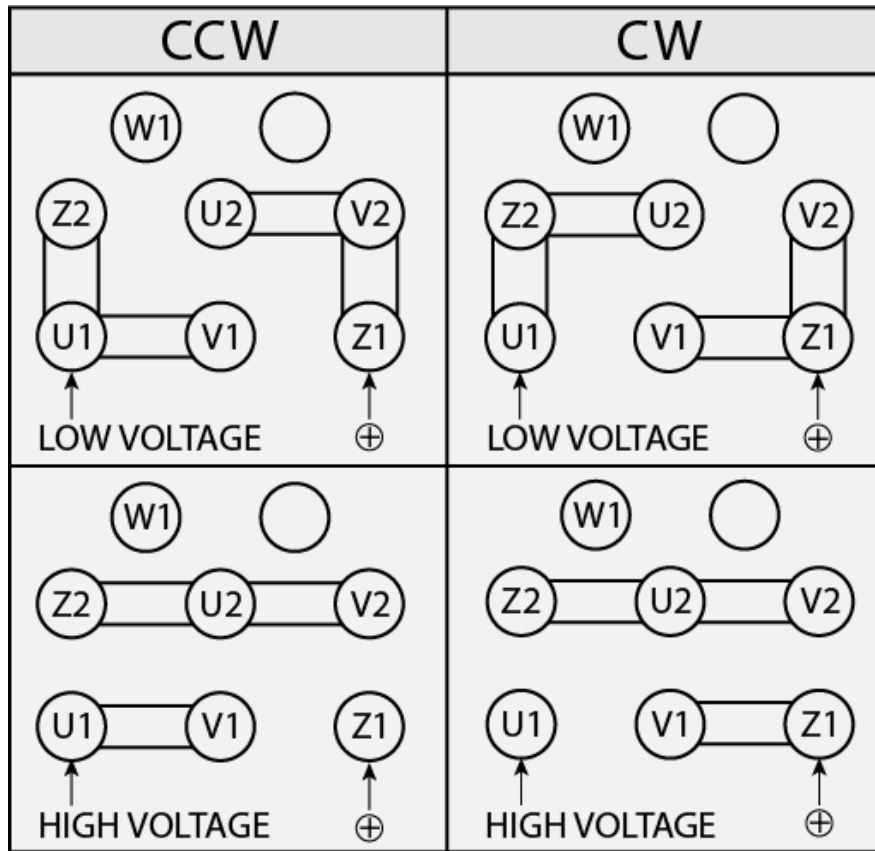 CCW
CW
W1
Z2 U2 V2
U1 V1 Z1
LOW VOLTAGE
W1
Z2 U2 V2
U1 V1 Z1
LOW VOLTAGE
W1
Z2 U2 V2
U1 V1 Z1
HIGH VOLTAGE
W1
Z2 U2 V2
U1 V1 Z1
HIGH VOLTAGE